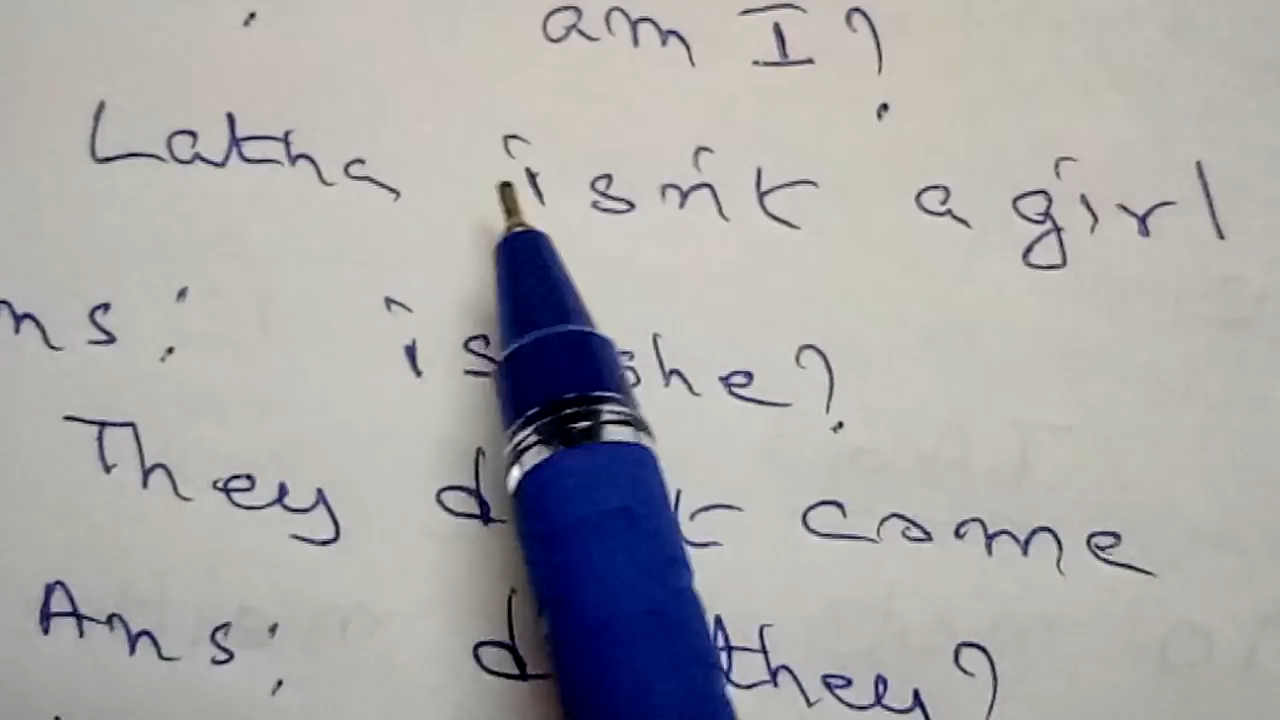 am I?
Latha isn't a girl
ns: is she?
They come
Ans: they?